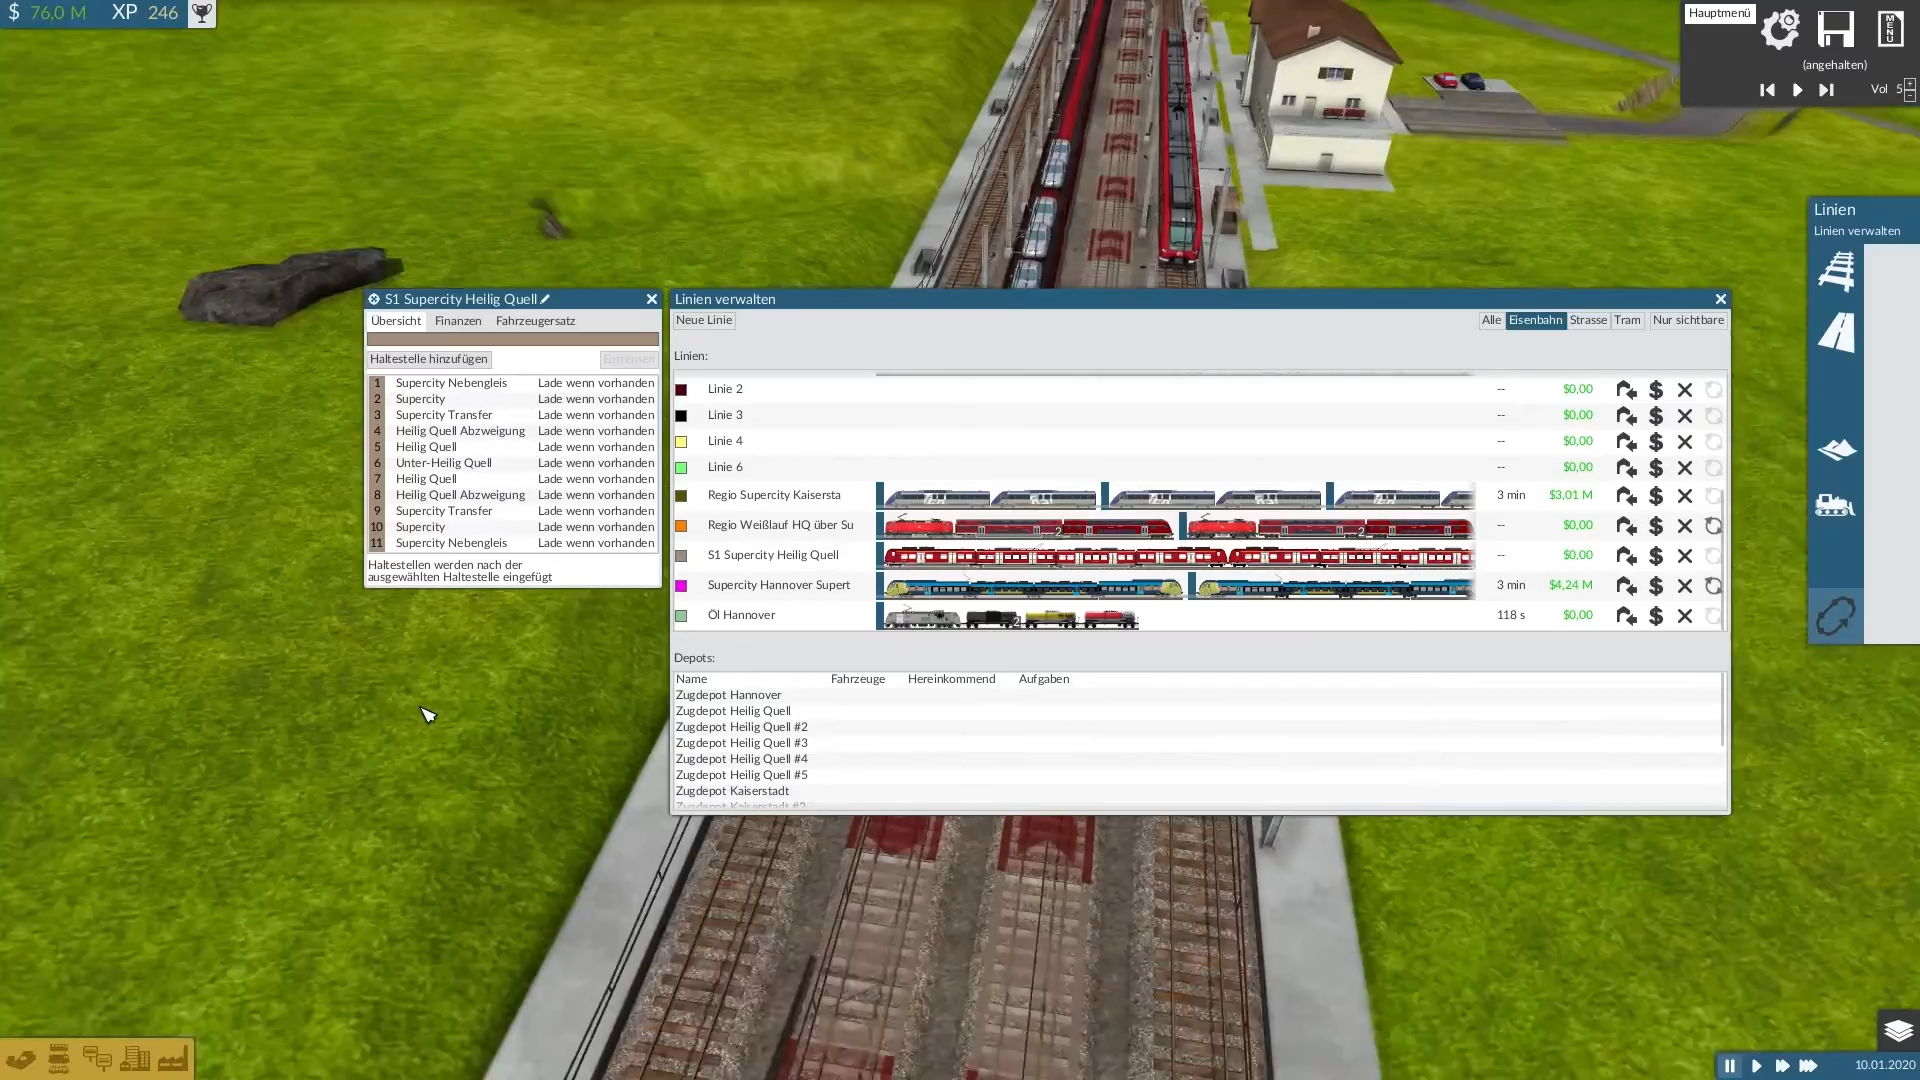 $ 76,0 M XP 246
Hauptmenü
MENU
(angehalten)
Vol 5
Linien
Linien verwalten
S1 Supercity Heilig Quell
Übersicht Finanzen Fahrzeugersatz
Haltestelle hinzufügen Entfernen
1 Supercity Nebengleis Lade wenn vorhanden
2 Supercity Lade wenn vorhanden
3 Supercity Transfer Lade wenn vorhanden
4 Heilig Quell Abzweigung Lade wenn vorhanden
5 Heilig Quell Lade wenn vorhanden
6 Unter-Heilig Quell Lade wenn vorhanden
7 Heilig Quell Lade wenn vorhanden
8 Heilig Quell Abzweigung Lade wenn vorhanden
9 Supercity Transfer Lade wenn vorhanden
10 Supercity Lade wenn vorhanden
11 Supercity Nebengleis Lade wenn vorhanden
Haltestellen werden nach der
ausgewählten Haltestelle eingefügt
Linien verwalten
Neue Linie Alle Eisenbahn Strasse Tram Nur sichtbare
Linien:
Linie 2 -- $0,00
Linie 3 -- $0,00
Linie 4 -- $0,00
Linie 6 -- $0,00
Regio Supercity Kaisersta 3 min $3,01 M
Regio Weißlauf HQ über Su 2 2 -- $0,00
S1 Supercity Heilig Quell -- $0,00
Supercity Hannover Supert 3 min $4,24 M
Öl Hannover 2 118 s $0,00
Depots:
Name Fahrzeuge Hereinkommend Aufgaben
Zugdepot Hannover
Zugdepot Heilig Quell
Zugdepot Heilig Quell #2
Zugdepot Heilig Quell #3
Zugdepot Heilig Quell #4
Zugdepot Heilig Quell #5
Zugdepot Kaiserstadt
Zugdepot Kaiserstadt #2
10.01.2020